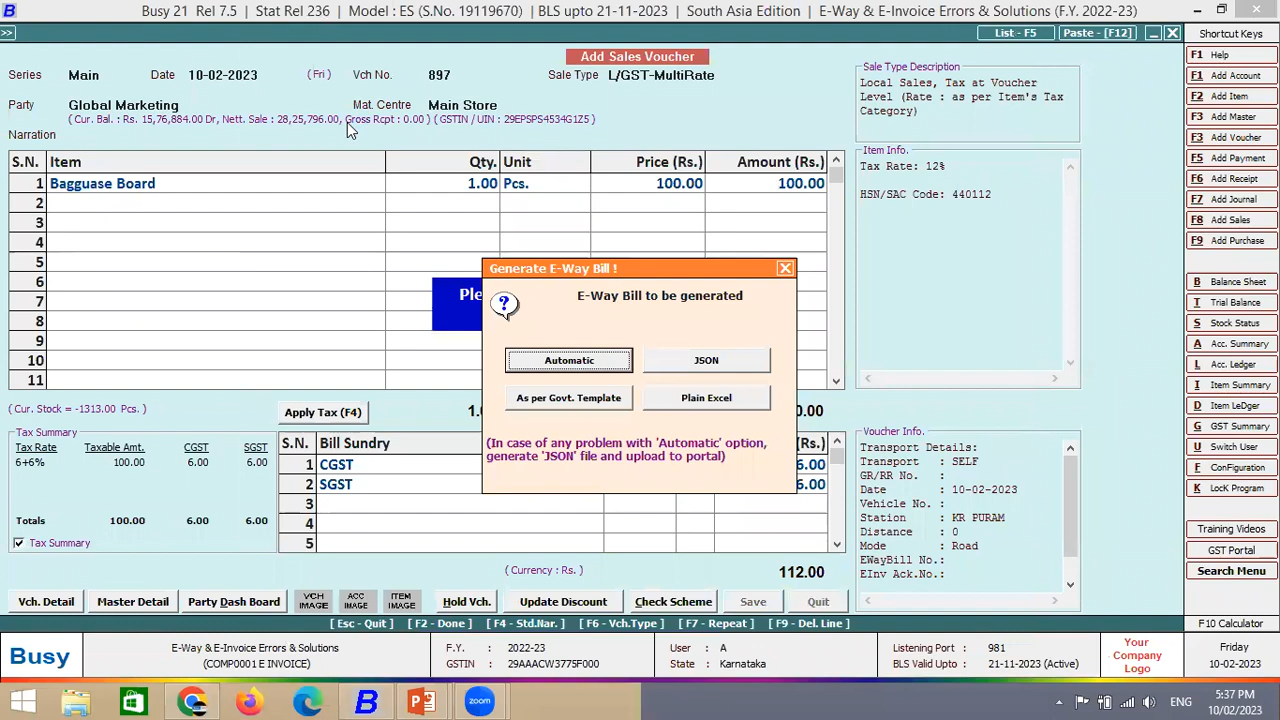 Busy 21 Rel 7.5 | Stat Rel 236 | Model : ES (S.No. 19119670) | BLS upto 21-11-2023 | South Asia Edition | E-Way & E-Invoice Errors & Solutions (F.Y. 2022-23)
>> List - F5 Paste - [F12] Shortcut Keys
Add Sales Voucher
Series Main Date 10-02-2023 (Fri) Vch No. 897 Sale Type L/GST-MultiRate
Party Global Marketing Mat. Centre Main Store
(Cur. Bal. : Rs. 15,76,884.00 Dr, Nett. Sale : 28,25,796.00, Gross Rcpt : 0.00 ) ( GSTIN / UIN : 29EPSPS4534G1Z5 )
Narration
Sale Type Description
Local Sales, Tax at Voucher
Level (Rate : as per Item's Tax
Category)
Item Info.
Tax Rate: 12%
HSN/SAC Code: 440112
S.N. Item Qty. Unit Price (Rs.) Amount (Rs.)
1 Bagguase Board 1.00 Pcs. 100.00 100.00
2
3
4
5
6
7
8
9
10
11
Ple
Generate E-Way Bill !
E-Way Bill to be generated
Automatic JSON
As per Govt. Template Plain Excel
(In case of any problem with 'Automatic' option,
generate 'JSON' file and upload to portal)
(Cur. Stock = -1313.00 Pcs. ) Apply Tax (F4) 1.0 0.00
Tax Summary
Tax Rate Taxable Amt. CGST SGST
6+6% 100.00 6.00 6.00
Totals 100.00 6.00 6.00
Tax Summary
S.N. Bill Sundry (Rs.)
1 CGST 6.00
2 SGST 6.00
3
4
5
( Currency : Rs. ) 112.00
Voucher Info.
Transport Details:
Transport : SELF
GR/RR No. :
Date : 10-02-2023
Vehicle No. :
Station : KR PURAM
Distance : 0
Mode : Road
EWayBill No.:
EInv Ack.No.:
Vch. Detail Master Detail Party Dash Board VCH IMAGE ACC IMAGE ITEM IMAGE Hold Vch. Update Discount Check Scheme Save Quit
[ Esc - Quit ] [ F2 - Done ] [ F4 - Std.Nar. ] [ F6 - Vch.Type ] [ F7 - Repeat ] [ F9 - Del. Line ]
F1 Help
F1 Add Account
F2 Add Item
F3 Add Master
F3 Add Voucher
F5 Add Payment
F6 Add Receipt
F7 Add Journal
F8 Add Sales
F9 Add Purchase
B Balance Sheet
T Trial Balance
S Stock Status
A Acc. Summary
L Acc. Ledger
I Item Summary
D Item LeDger
G GST Summary
U Switch User
F ConFiguration
K LocK Program
Training Videos
GST Portal
Search Menu
F10 Calculator
Busy
E-Way & E-Invoice Errors & Solutions
(COMP0001 E INVOICE)
F.Y. : 2022-23
GSTIN : 29AAACW3775F000
User : A
State : Karnataka
Listening Port : 981
BLS Valid Upto : 21-11-2023 (Active)
Your
Company
Logo
Friday
10-02-2023
B P zoom ENG 5:37 PM
10/02/2023